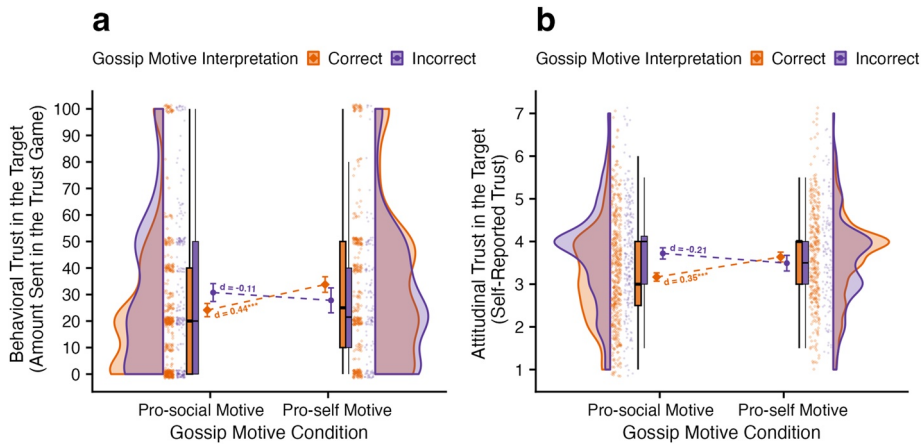 a
Gossip Motive Interpretation Correct Incorrect
Behavioral Trust in the Target
(Amount Sent in the Trust Game)
100
90
80
70
60
50
40
30
20
10
0
d = -0.11
d = 0.44***
Pro-social Motive Pro-self Motive
Gossip Motive Condition
b
Gossip Motive Interpretation Correct Incorrect
Attitudinal Trust in the Target
(Self-Reported Trust)
7
6
5
4
3
2
1
d = -0.21
d = 0.35***
Pro-social Motive Pro-self Motive
Gossip Motive Condition